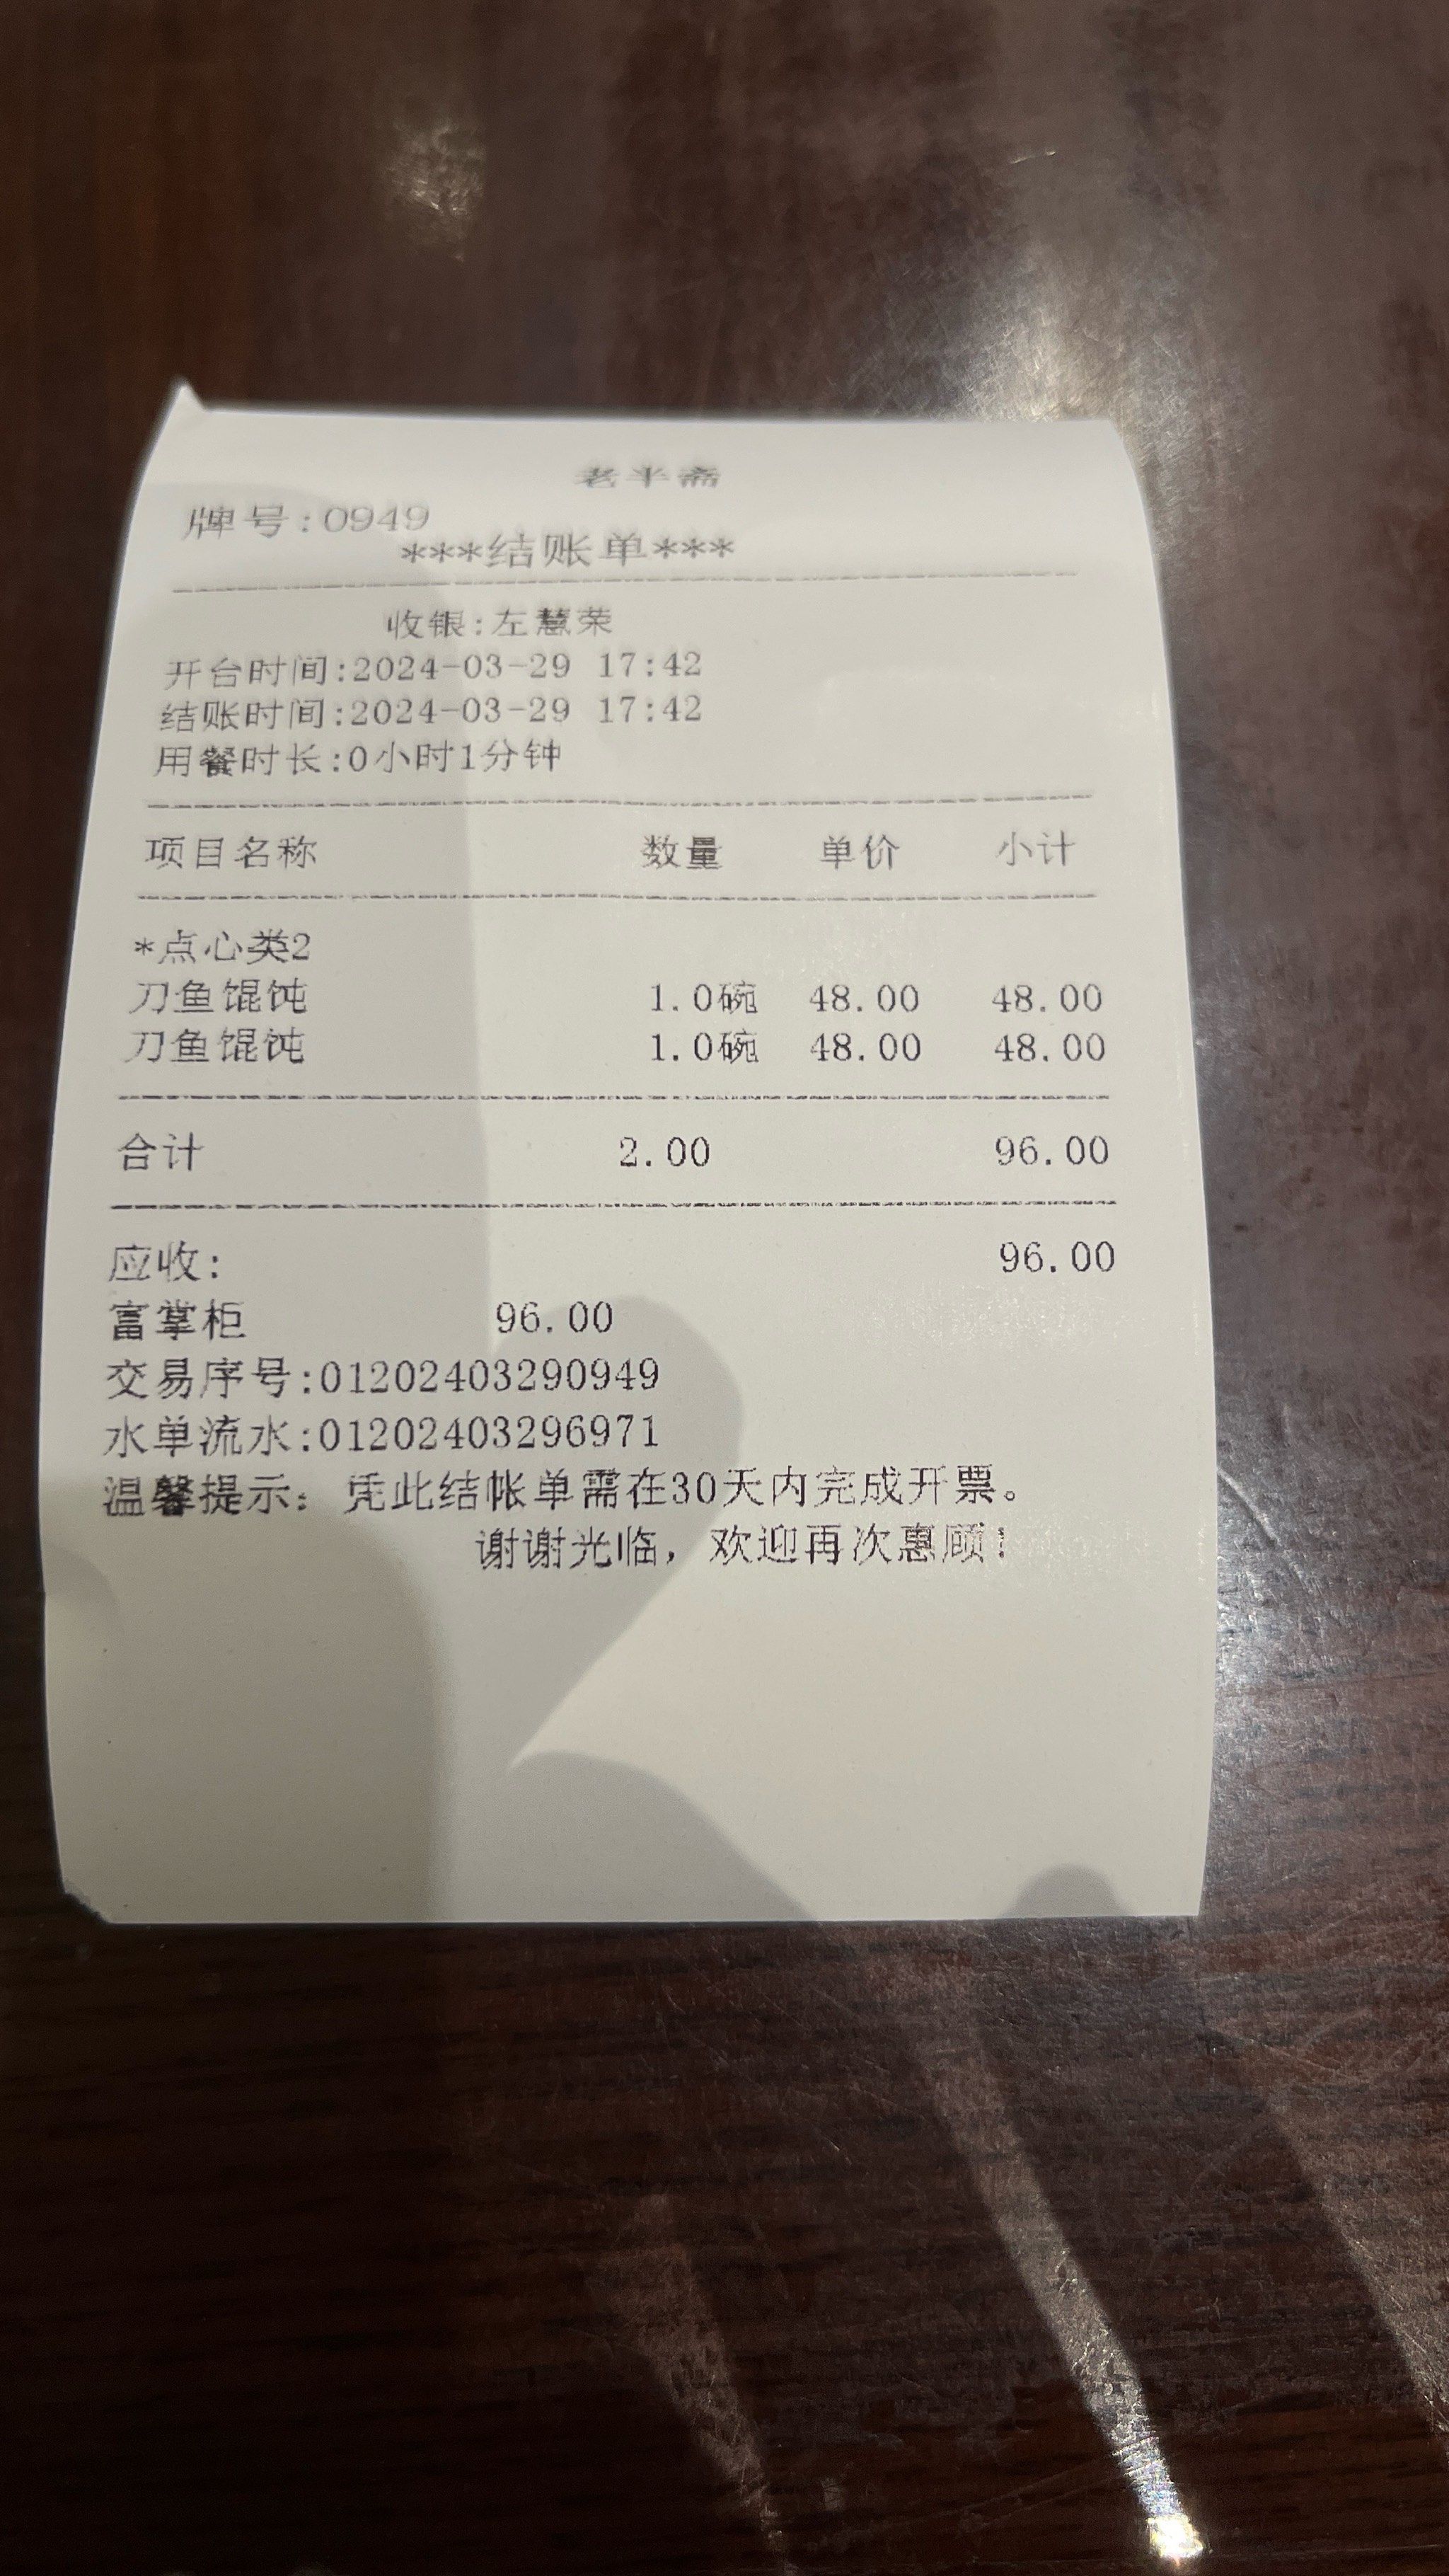 老半斋
牌号:0949
***结账单***
收银:左慧荣
开台时间:2024-03-29 17:42
结账时间:2024-03-29 17:42
用餐时长:0小时1分钟
项目名称 数量 单价 小计
*点心类2
刀鱼馄饨 1.0碗 48.00 48.00
刀鱼馄饨 1.0碗 48.00 48.00
合计 2.00 96.00
应收: 96.00
富掌柜 96.00
交易序号:01202403290949
水单流水:01202403296971
温馨提示: 凭此结帐单需在30天内完成开票。
谢谢光临, 欢迎再次惠顾!